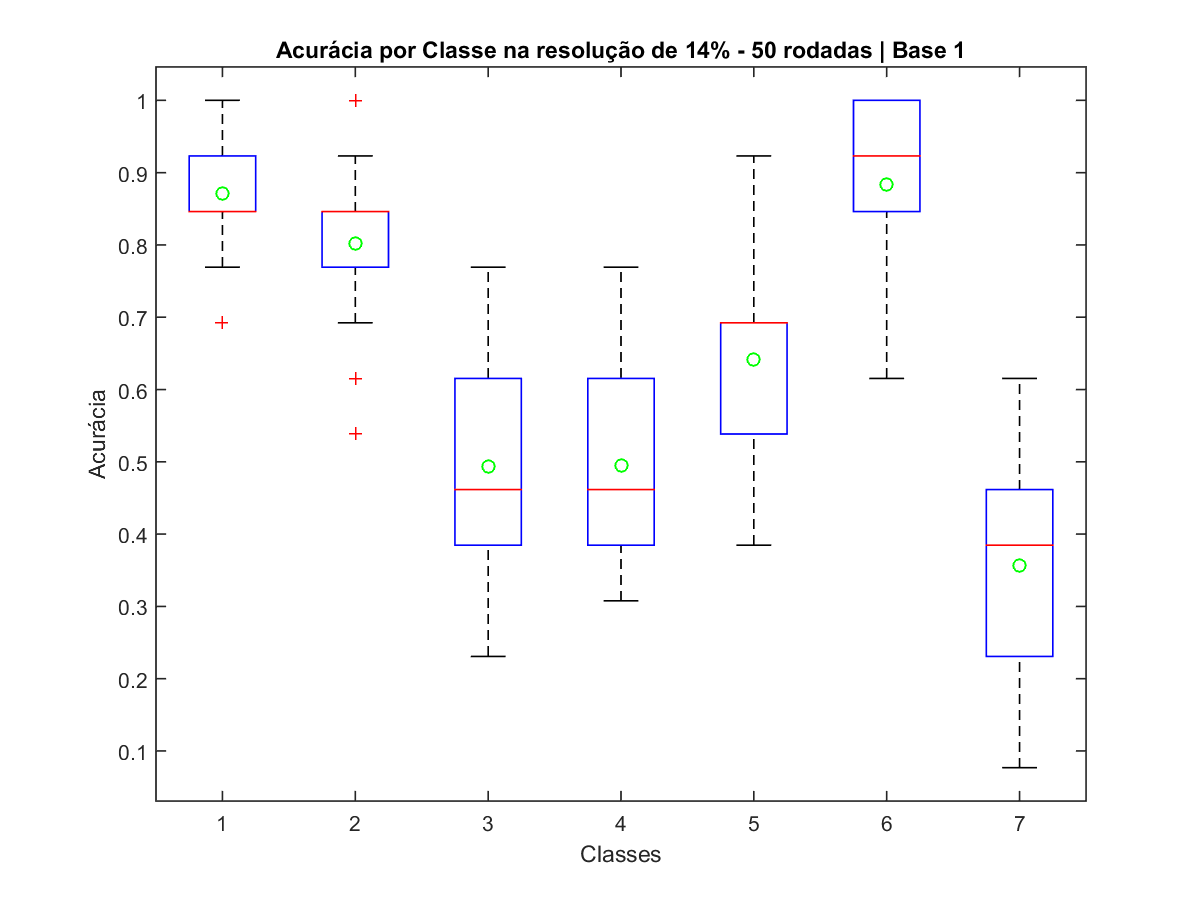 Acurácia por Classe na resolução de 14% - 50 rodadas | Base 1
1
0.9
0.8
0.7
0.6
0.5
0.4
0.3
0.2
0.1
Acurácia
1 2 3 4 5 6 7
Classes